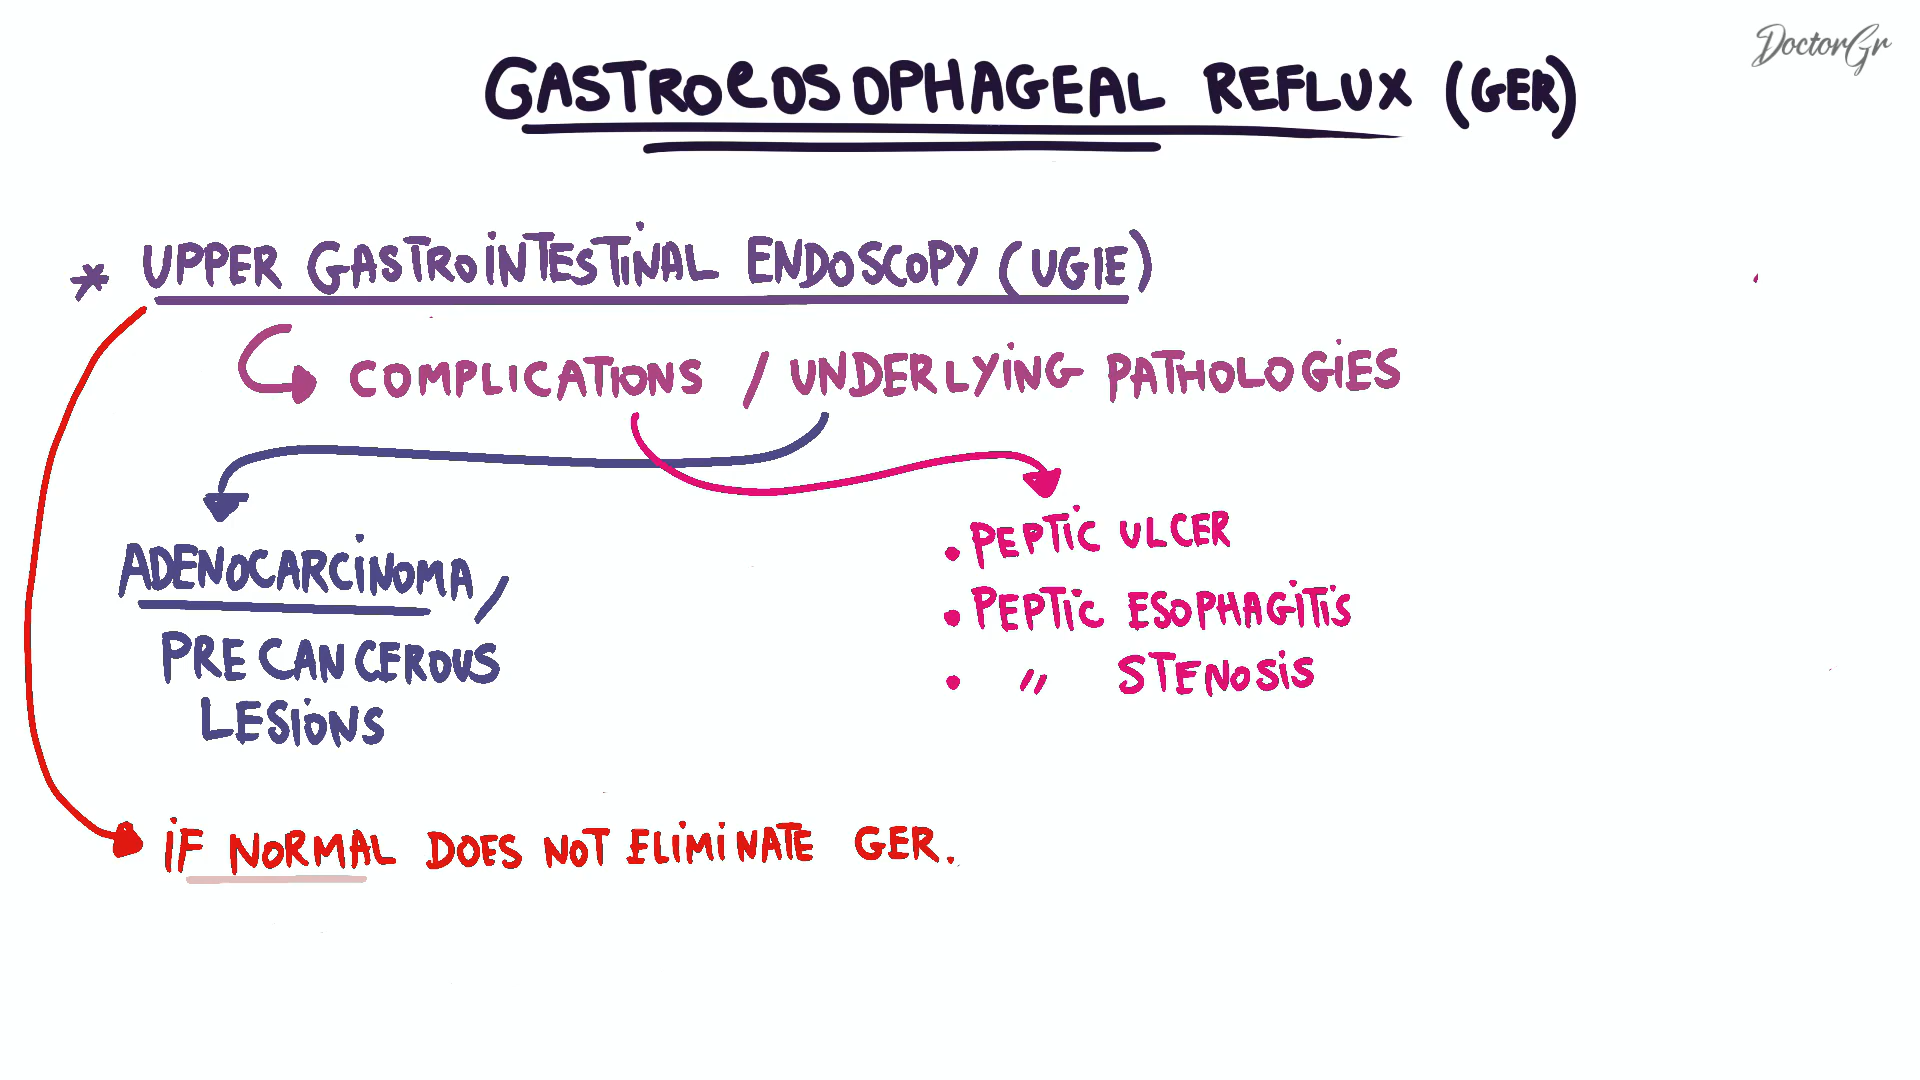 DoctorGr
GASTROEOSOPHAGEAL REFLUX (GER)
* UPPER GASTROINTESTINAL ENDOSCOPY (UGIE)
COMPLICATIONS / UNDERLYING PATHOLOGIES
ADENOCARCINOMA /
PRECANCEROUS
LESIONS
• PEPTIC ULCER
• PEPTIC ESOPHAGITIS
• " STENOSIS
IF NORMAL DOES NOT ELIMINATE GER.